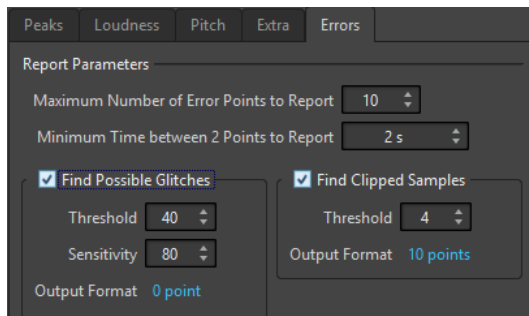 Peaks Loudness Pitch Extra Errors
Report Parameters
Maximum Number of Error Points to Report 10
Minimum Time between 2 Points to Report 2 s
Find Possible Glitches
Threshold 40
Sensitivity 80
Output Format 0 point
Find Clipped Samples
Threshold 4
Output Format 10 points